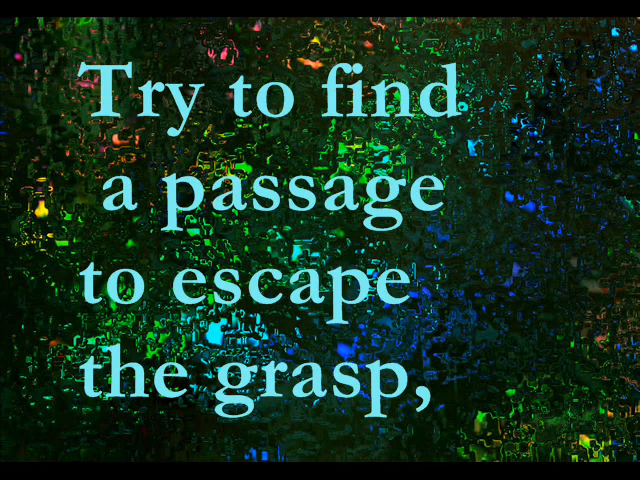 Try to find
a passage
to escape
the grasp,